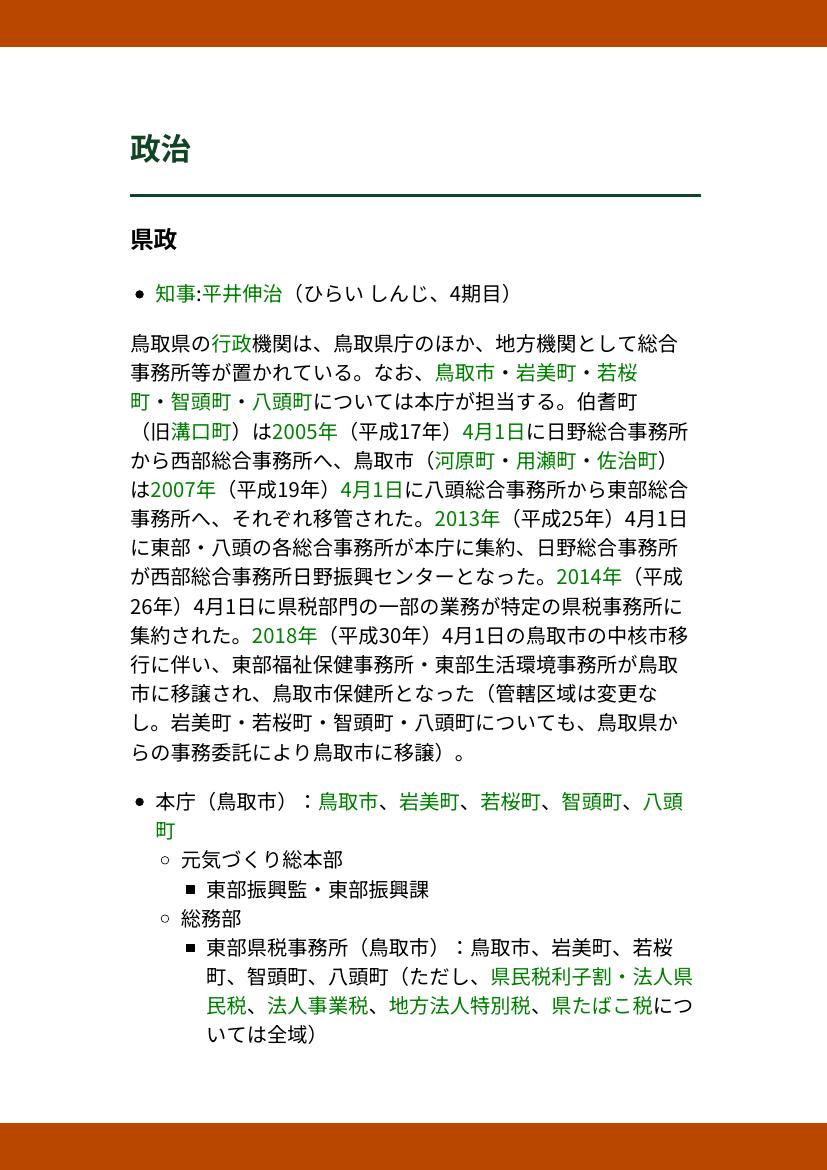 政治
県政
• 知事:平井伸治（ひらい しんじ、4期目）
鳥取県の行政機関は、鳥取県庁のほか、地方機関として総合
事務所等が置かれている。なお、鳥取市・岩美町・若桜
町・智頭町・八頭町については本庁が担当する。伯耆町
（旧溝口町）は2005年（平成17年）4月1日に日野総合事務所
から西部総合事務所へ、鳥取市（河原町・用瀬町・佐治町）
は2007年（平成19年）4月1日に八頭総合事務所から東部総合
事務所へ、それぞれ移管された。2013年（平成25年）4月1日
に東部・八頭の各総合事務所が本庁に集約、日野総合事務所
が西部総合事務所日野振興センターとなった。2014年（平成
26年）4月1日に県税部門の一部の業務が特定の県税事務所に
集約された。2018年（平成30年）4月1日の鳥取市の中核市移
行に伴い、東部福祉保健事務所・東部生活環境事務所が鳥取
市に移譲され、鳥取市保健所となった（管轄区域は変更な
し。岩美町・若桜町・智頭町・八頭町についても、鳥取県か
らの事務委託により鳥取市に移譲）。
• 本庁（鳥取市）：鳥取市、岩美町、若桜町、智頭町、八頭
町
◦ 元気づくり総本部
▪ 東部振興監・東部振興課
◦ 総務部
▪ 東部県税事務所（鳥取市）：鳥取市、岩美町、若桜
町、智頭町、八頭町（ただし、県民税利子割・法人県
民税、法人事業税、地方法人特別税、県たばこ税につ
いては全域）